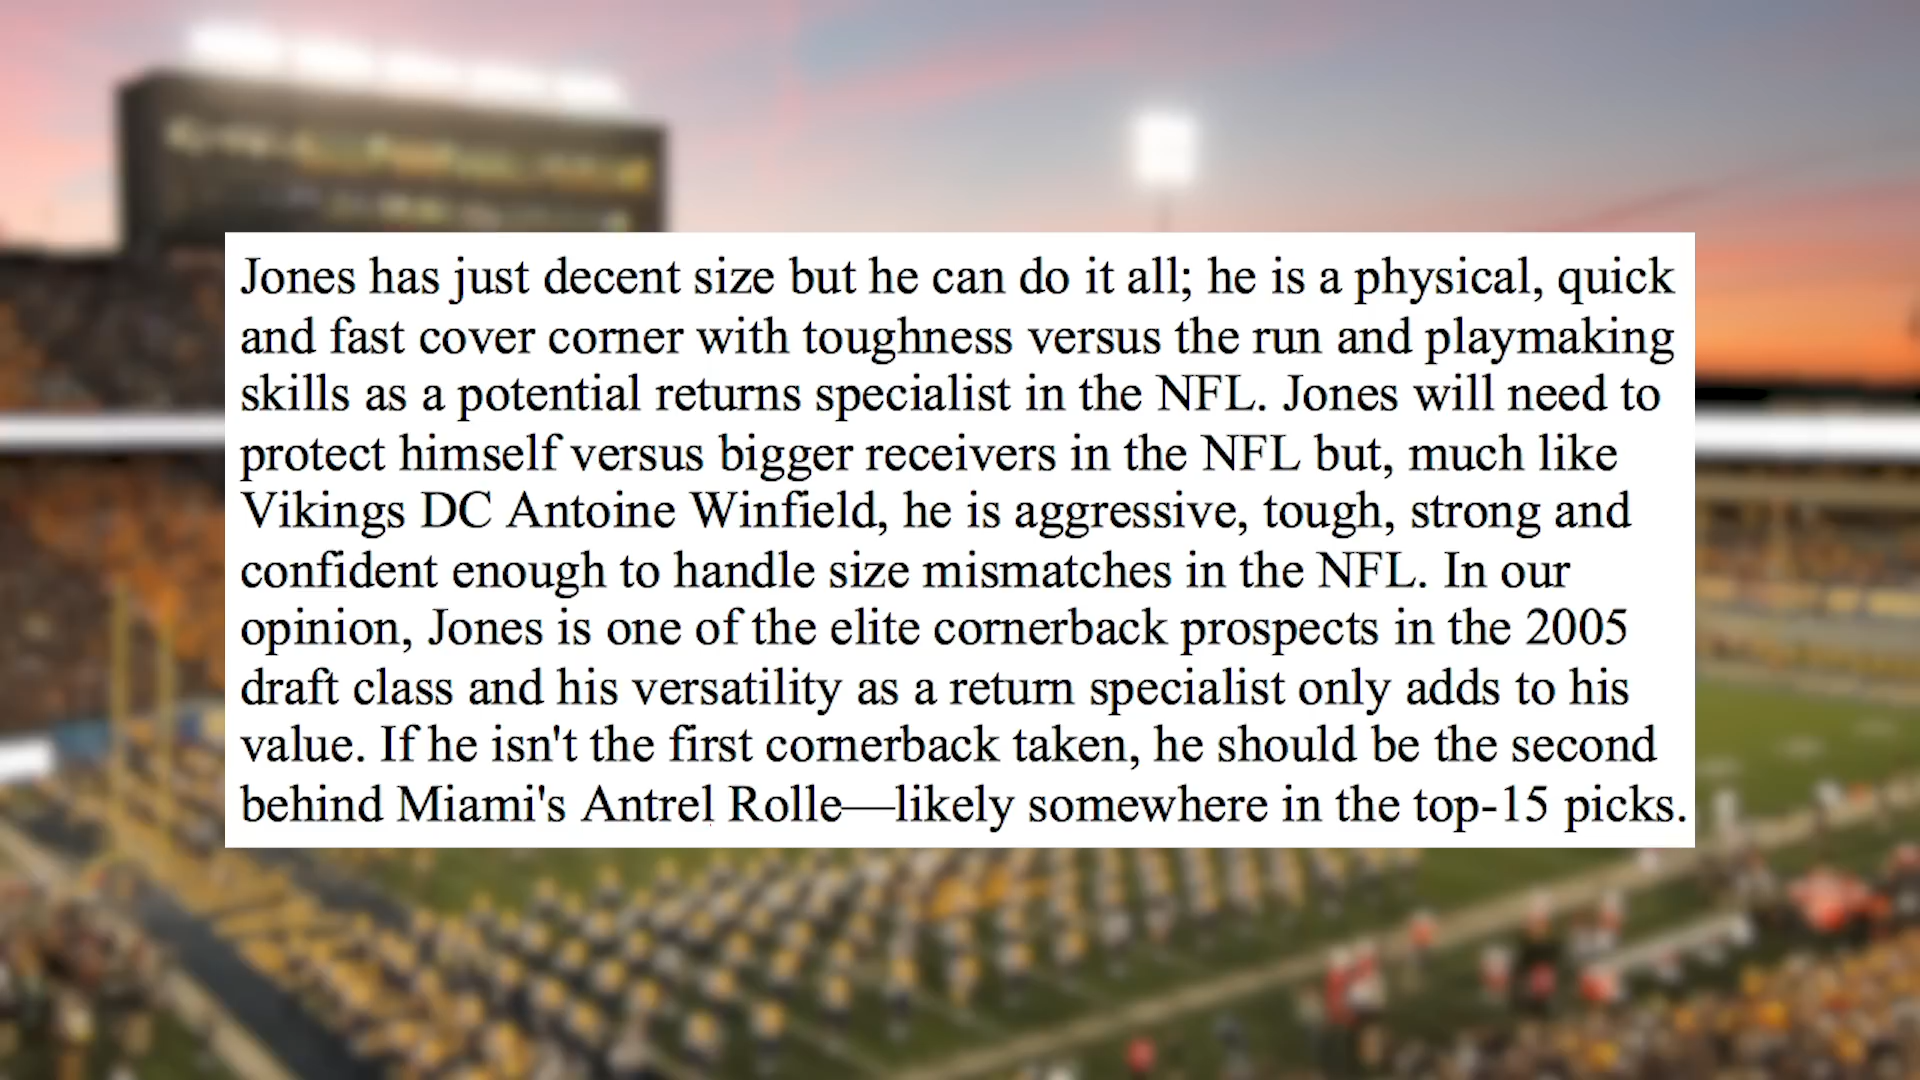 Jones has just decent size but he can do it all; he is a physical, quick
and fast cover corner with toughness versus the run and playmaking
skills as a potential returns specialist in the NFL. Jones will need to
protect himself versus bigger receivers in the NFL but, much like
Vikings DC Antoine Winfield, he is aggressive, tough, strong and
confident enough to handle size mismatches in the NFL. In our
opinion, Jones is one of the elite cornerback prospects in the 2005
draft class and his versatility as a return specialist only adds to his
value. If he isn't the first cornerback taken, he should be the second
behind Miami's Antrel Rolle—likely somewhere in the top-15 picks.